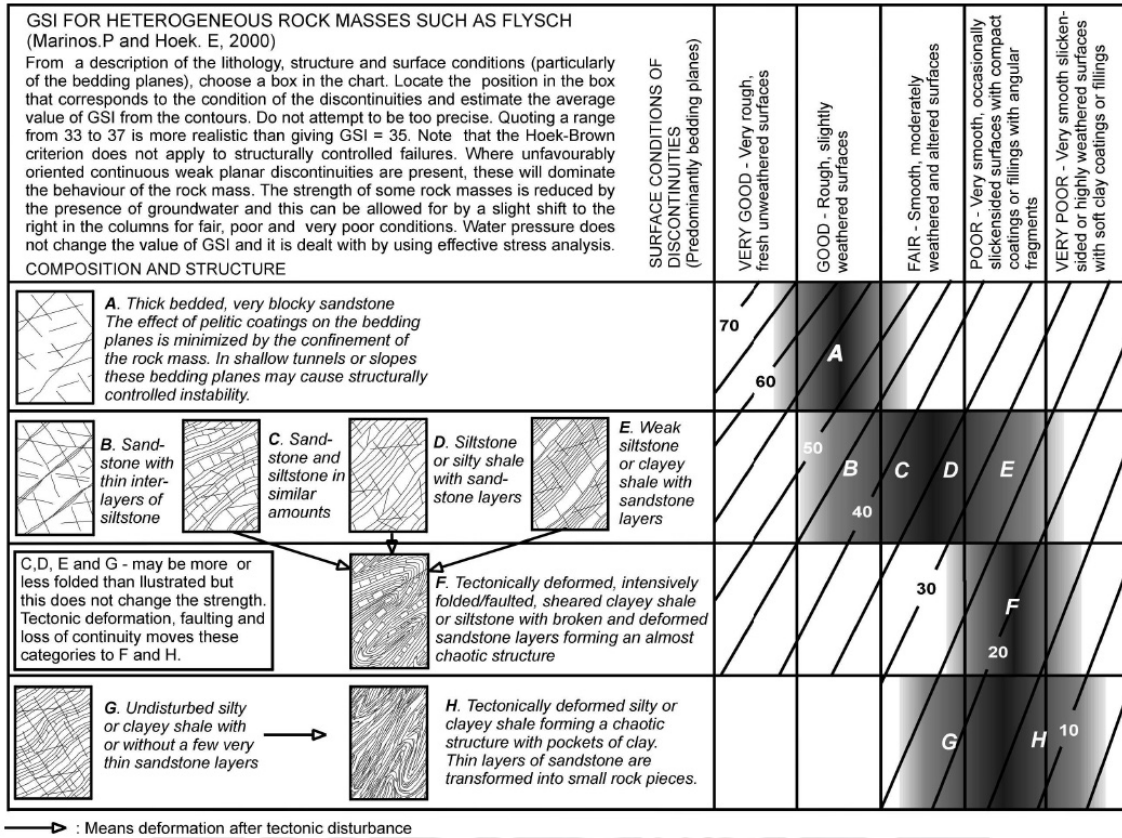 GSI FOR HETEROGENEOUS ROCK MASSES SUCH AS FLYSCH
(Marinos.P and Hoek. E, 2000)
From a description of the lithology, structure and surface conditions (particularly
of the bedding planes), choose a box in the chart. Locate the position in the box
that corresponds to the condition of the discontinuities and estimate the average
value of GSI from the contours. Do not attempt to be too precise. Quoting a range
from 33 to 37 is more realistic than giving GSI = 35. Note that the Hoek-Brown
criterion does not apply to structurally controlled failures. Where unfavourably
oriented continuous weak planar discontinuities are present, these will dominate
the behaviour of the rock mass. The strength of some rock masses is reduced by
the presence of groundwater and this can be allowed for by a slight shift to the
right in the columns for fair, poor and very poor conditions. Water pressure does
not change the value of GSI and it is dealt with by using effective stress analysis.
COMPOSITION AND STRUCTURE
SURFACE CONDITIONS OF
DISCONTINUITIES
(Predominantly bedding planes)
VERY GOOD - Very rough,
fresh unweathered surfaces
GOOD - Rough, slightly
weathered surfaces
FAIR - Smooth, moderately
weathered and altered surfaces
POOR - Very smooth, occasionally
slickensided surfaces with compact
coatings or fillings with angular
fragments
VERY POOR - Very smooth slicken-
sided or highly weathered surfaces
with soft clay coatings or fillings
A. Thick bedded, very blocky sandstone
The effect of pelitic coatings on the bedding
planes is minimized by the confinement of
the rock mass. In shallow tunnels or slopes
these bedding planes may cause structurally
controlled instability.
70
60
A
B. Sand-
stone with
thin inter-
layers of
siltstone
C. Sand-
stone and
siltstone in
similar
amounts
D. Siltstone
or silty shale
with sand-
stone layers
E. Weak
siltstone
or clayey
shale with
sandstone
layers
50
B
C
D
E
40
C,D, E and G - may be more or
less folded than Ilustrated but
this does not change the strength.
Tectonic deformation, faulting and
loss of continuity moves these
categories to F and H.
F. Tectonically deformed, intensively
folded/faulted, sheared clayey shale
or siltstone with broken and deformed
sandstone layers forming an almost
chaotic structure
30
F
20
G. Undisturbed silty
or clayey shale with
or without a few very
thin sandstone layers
H. Tectonically deformed silty or
clayey shale forming a chaotic
structure with pockets of clay.
Thin layers of sandstone are
transformed into small rock pieces.
G
H
10
: Means deformation after tectonic disturbance